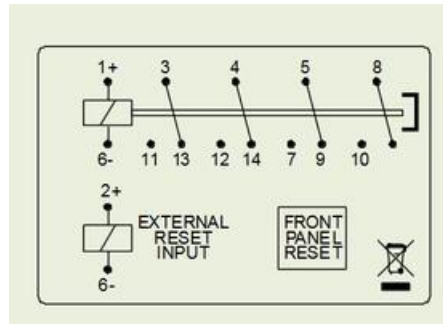 1+ 3 4 5 8
6- 11 13 12 14 7 9 10
2+
EXTERNAL
RESET
INPUT
FRONT
PANEL
RESET
6-